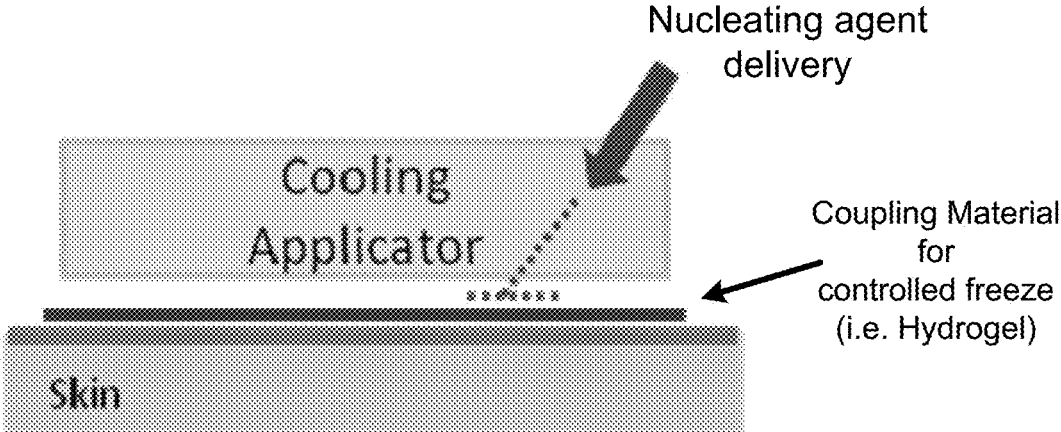 Nucleating agent
delivery
Cooling
Applicator
Coupling Material
for
controlled freeze
(i.e. Hydrogel)
Skin